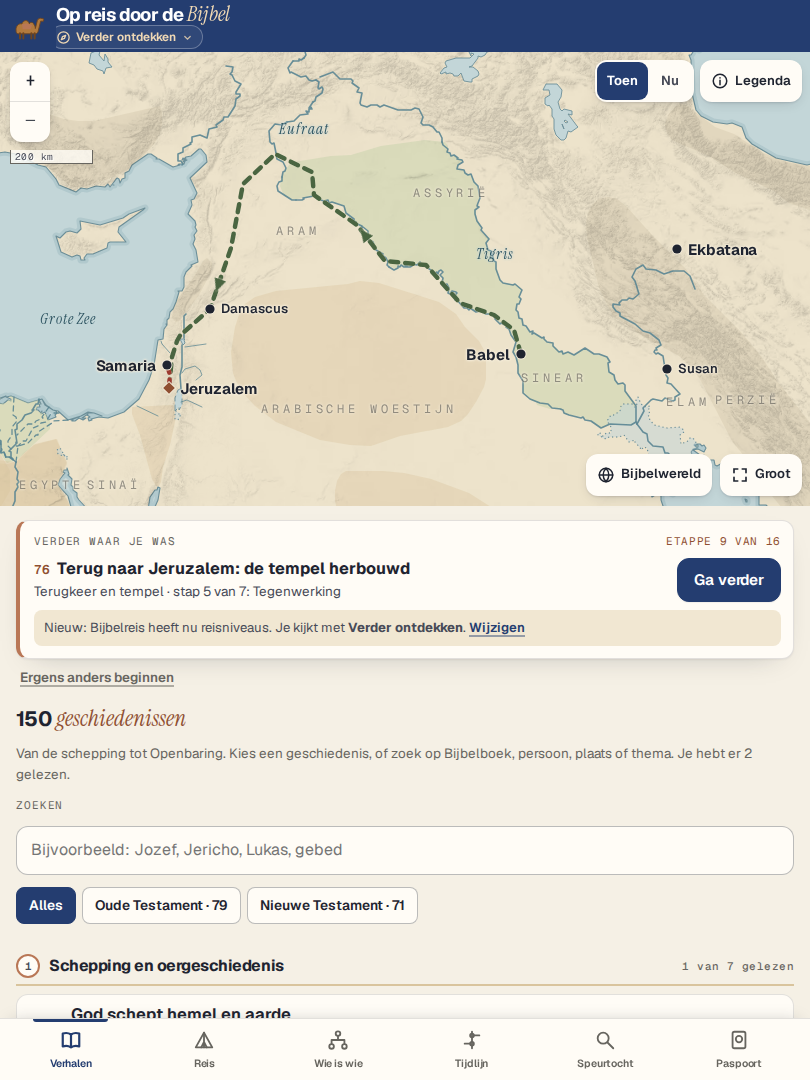 Op reis door de Bijbel
Verder ontdekken
+
–
200 km
Toen
Nu
Legenda
Eufraat
ASSYRIË
ARAM
Tigris
Ekbatana
Grote Zee
Damascus
Samaria
Babel
Susan
Jeruzalem
SINEAR
ELAM
PERZIË
ARABISCHE WOESTIJN
EGYPTE
SINAÏ
Bijbelwereld
Groot
VERDER WAAR JE WAS
ETAPPE 9 VAN 16
76 Terug naar Jeruzalem: de tempel herbouwd
Terugkeer en tempel · stap 5 van 7: Tegenwerking
Ga verder
Nieuw: Bijbelreis heeft nu reisniveaus. Je kijkt met Verder ontdekken. Wijzigen
Ergens anders beginnen
150 geschiedenissen
Van de schepping tot Openbaring. Kies een geschiedenis, of zoek op Bijbelboek, persoon, plaats of thema. Je hebt er 2
gelezen.
ZOEKEN
Bijvoorbeeld: Jozef, Jericho, Lukas, gebed
Alles
Oude Testament · 79
Nieuwe Testament · 71
1 Schepping en oergeschiedenis
1 van 7 gelezen
God schept hemel en aarde
Verhalen
Reis
Wie is wie
Tijdlijn
Speurtocht
Paspoort